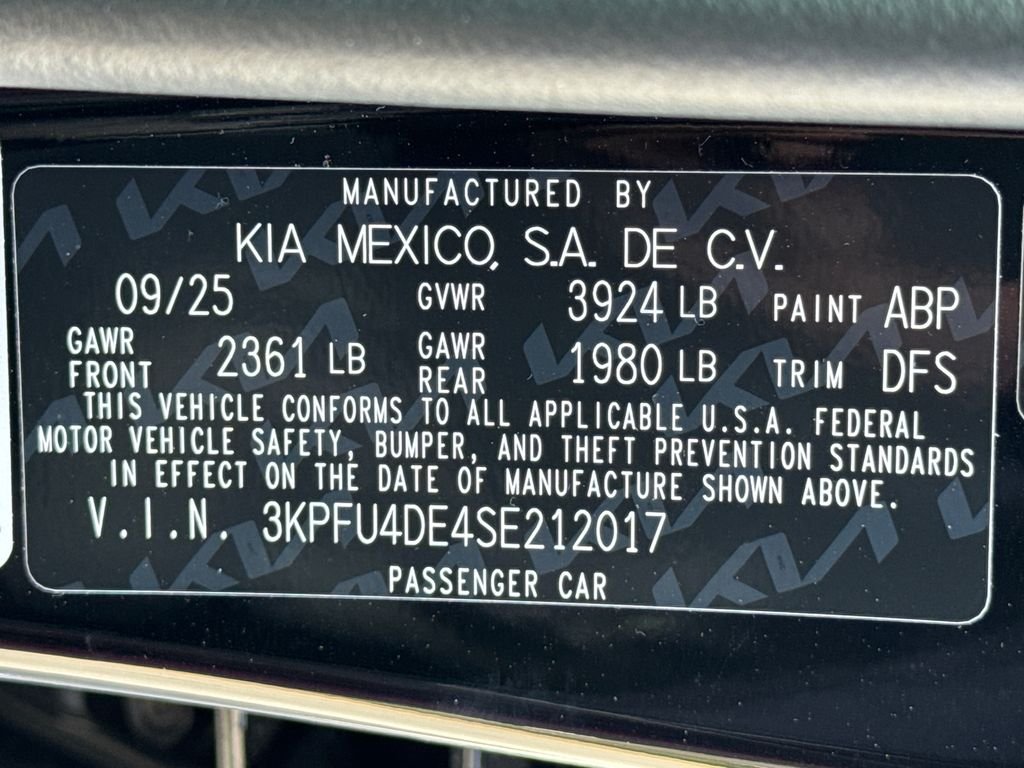 MANUFACTURED BY
KIA MEXICO, S.A. DE C.V.
09/25 GVWR 3924 LB PAINT ABP
GAWR FRONT 2361 LB GAWR REAR 1980 LB TRIM DFS
THIS VEHICLE CONFORMS TO ALL APPLICABLE U.S.A. FEDERAL
MOTOR VEHICLE SAFETY, BUMPER, AND THEFT PREVENTION STANDARDS
IN EFFECT ON THE DATE OF MANUFACTURE SHOWN ABOVE.
V.I.N. 3KPFU4DE4SE212017
PASSENGER CAR